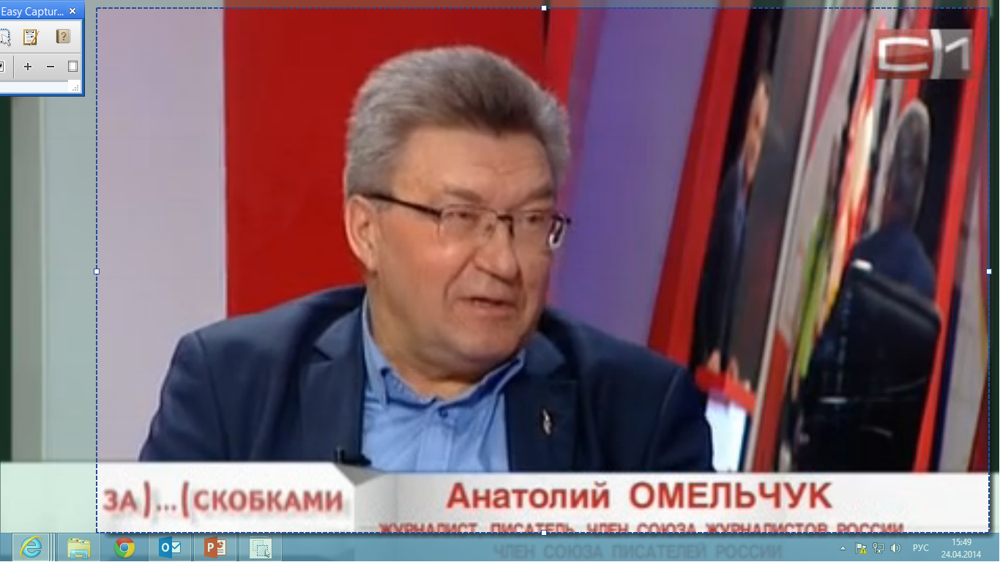 Easy Captur...
С 1
ЗА )...( СКОБКАМИ
Анатолий ОМЕЛЬЧУК
ЖУРНАЛИСТ, ПИСАТЕЛЬ, ЧЛЕН СОЮЗА ЖУРНАЛИСТОВ РОССИИ
ЧЛЕН СОЮЗА ПИСАТЕЛЕЙ РОССИИ
РУС
15:49
24.04.2014